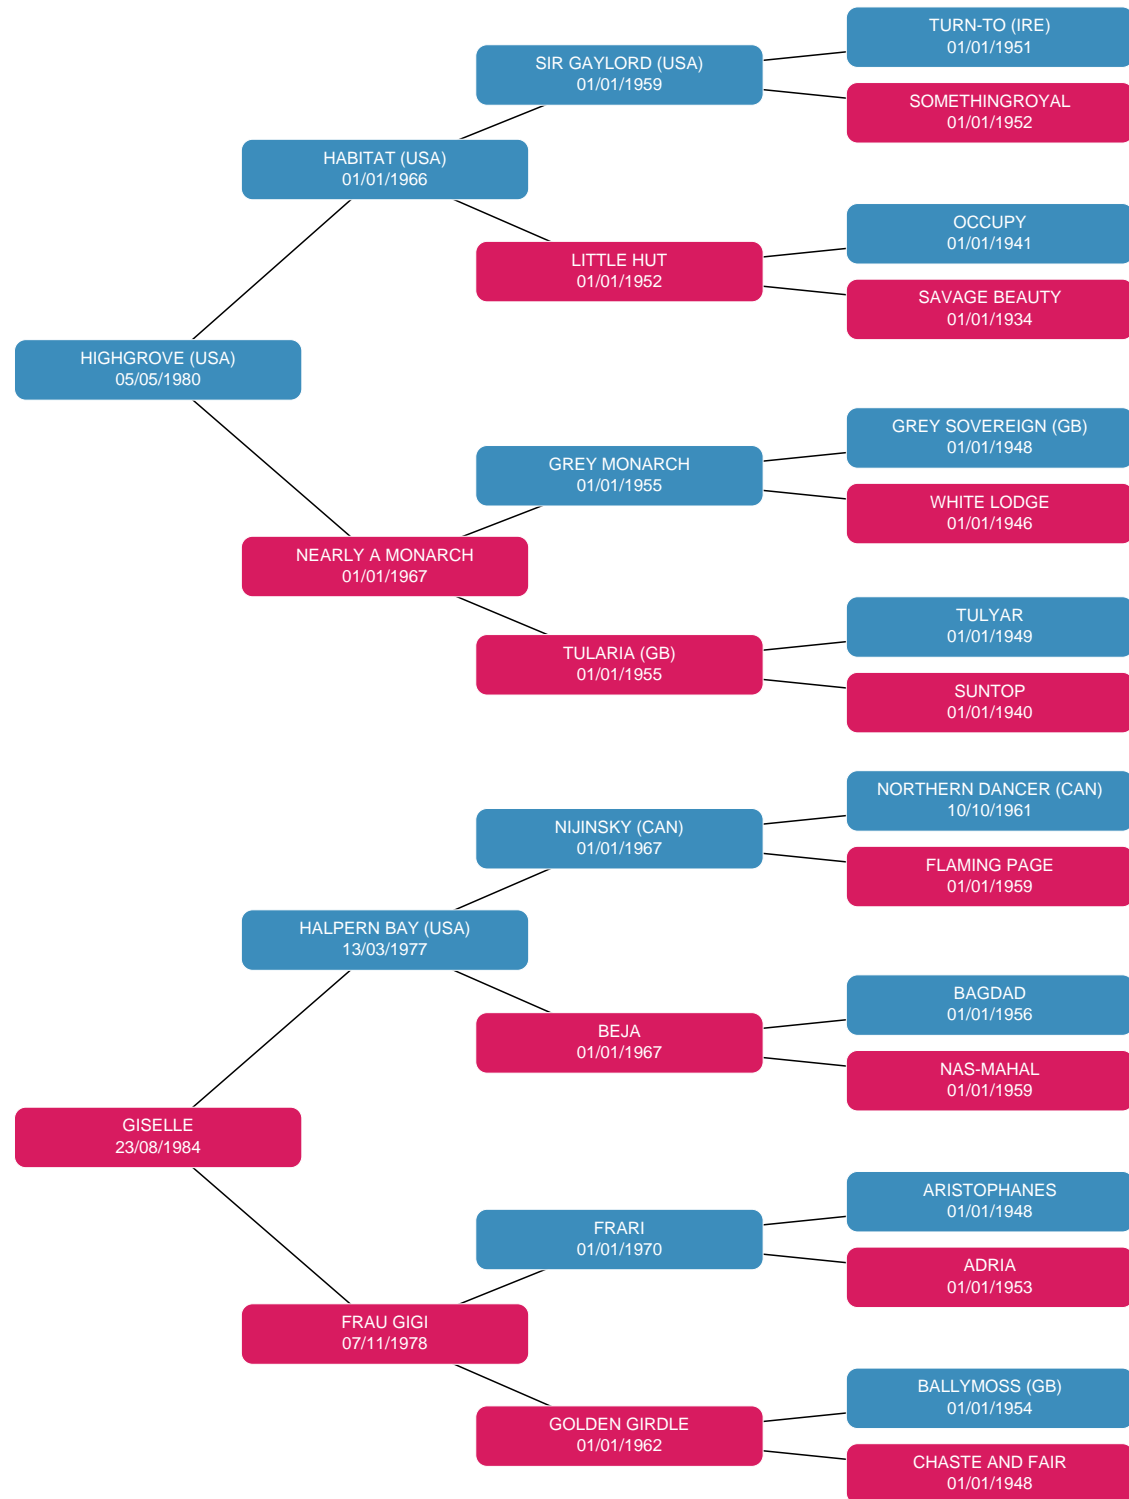 TURN-TO (IRE)
01/01/1951
SIR GAYLORD (USA)
01/01/1959
SOMETHINGROYAL
01/01/1952
HABITAT (USA)
01/01/1966
OCCUPY
01/01/1941
LITTLE HUT
01/01/1952
SAVAGE BEAUTY
01/01/1934
HIGHGROVE (USA)
05/05/1980
GREY SOVEREIGN (GB)
01/01/1948
GREY MONARCH
01/01/1955
WHITE LODGE
01/01/1946
NEARLY A MONARCH
01/01/1967
TULYAR
01/01/1949
TULARIA (GB)
01/01/1955
SUNTOP
01/01/1940
NORTHERN DANCER (CAN)
10/10/1961
NIJINSKY (CAN)
01/01/1967
FLAMING PAGE
01/01/1959
HALPERN BAY (USA)
13/03/1977
BAGDAD
01/01/1956
BEJA
01/01/1967
NAS-MAHAL
01/01/1959
GISELLE
23/08/1984
ARISTOPHANES
01/01/1948
FRARI
01/01/1970
ADRIA
01/01/1953
FRAU GIGI
07/11/1978
BALLYMOSS (GB)
01/01/1954
GOLDEN GIRDLE
01/01/1962
CHASTE AND FAIR
01/01/1948